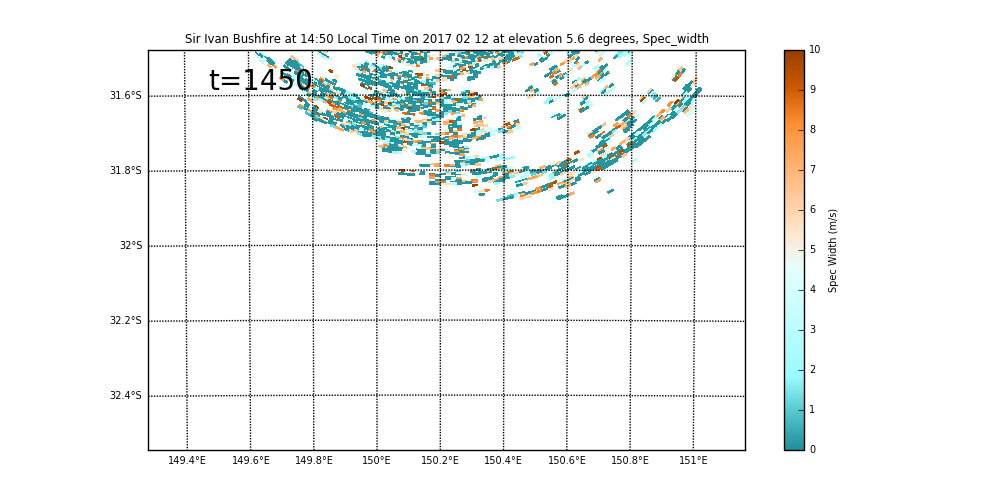 Sir Ivan Bushfire at 14:50 Local Time on 2017 02 12 at elevation 5.6 degrees, Spec_width
t=1450
31.6°S
31.8°S
32°S
32.2°S
32.4°S
149.4°E 149.6°E 149.8°E 150°E 150.2°E 150.4°E 150.6°E 150.8°E 151°E
10
9
8
7
6
5
4
3
2
1
0
Spec Width (m/s)